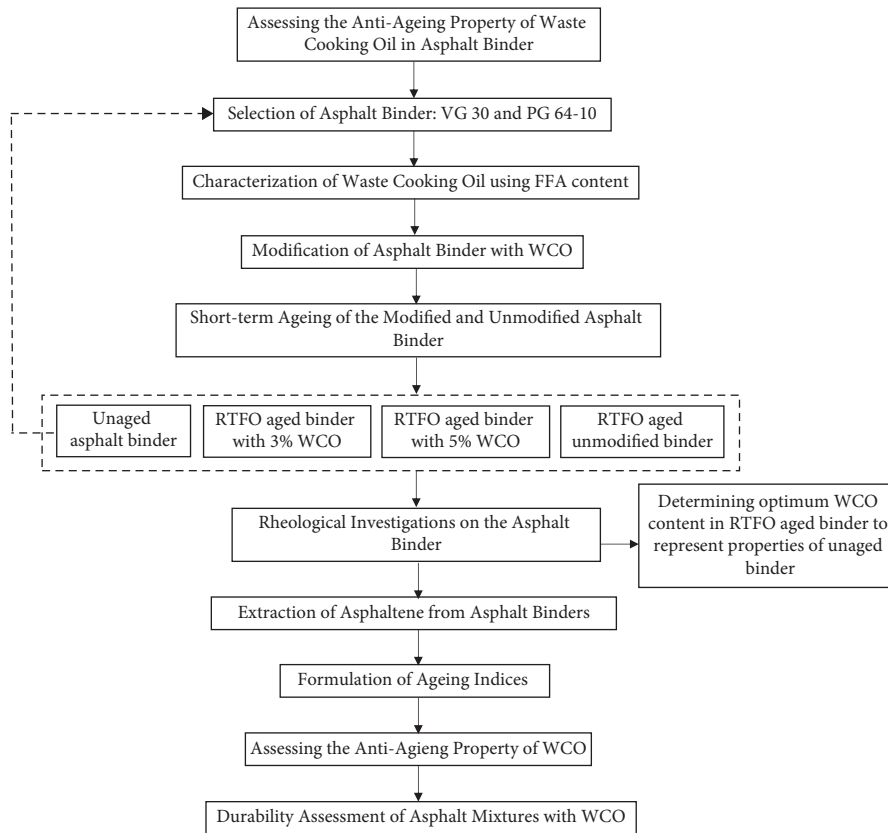 Assessing the Anti-Ageing Property of Waste
Cooking Oil in Asphalt Binder
Selection of Asphalt Binder: VG 30 and PG 64-10
Characterization of Waste Cooking Oil using FFA content
Modification of Asphalt Binder with WCO
Short-term Ageing of the Modified and Unmodified Asphalt
Binder
Unaged
asphalt binder
RTFO aged binder
with 3% WCO
RTFO aged binder
with 5% WCO
RTFO aged
unmodified binder
Rheological Investigations on the Asphalt
Binder
Determining optimum WCO
content in RTFO aged binder to
represent properties of unaged
binder
Extraction of Asphaltene from Asphalt Binders
Formulation of Ageing Indices
Assessing the Anti-Agieng Property of WCO
Durability Assessment of Asphalt Mixtures with WCO